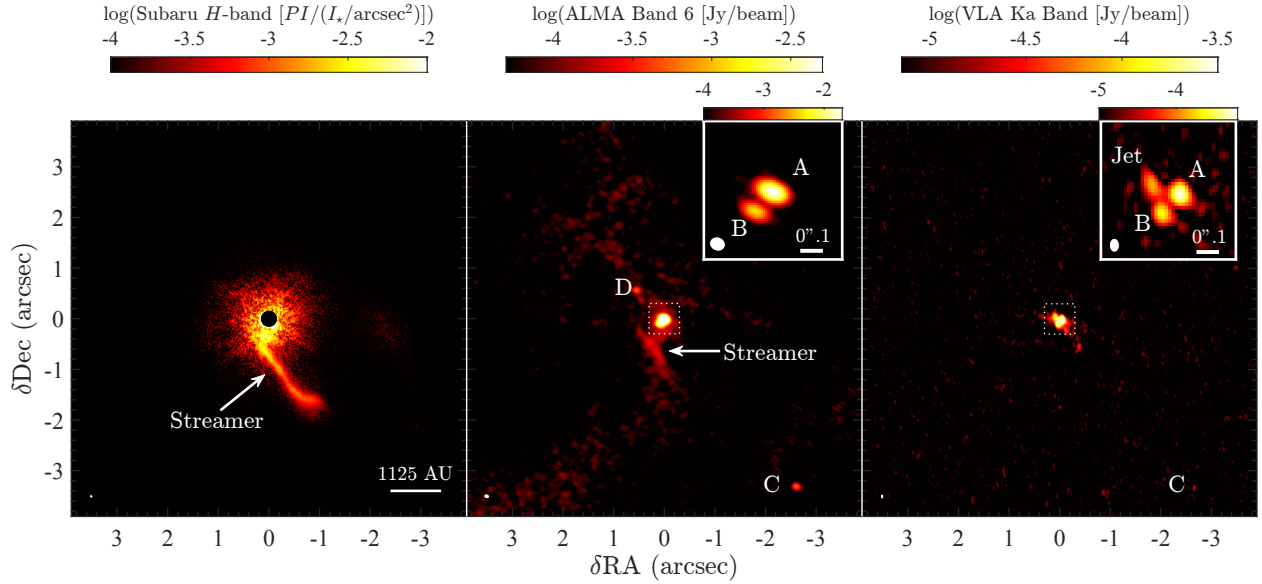 log(Subaru H-band [PI/(I⋆/arcsec²)])
-4 -3.5 -3 -2.5 -2
log(ALMA Band 6 [Jy/beam])
-4 -3.5 -3 -2.5
log(VLA Ka Band [Jy/beam])
-5 -4.5 -4 -3.5
-4 -3 -2
-5 -4
A
B
0".1
Jet
A
B
0".1
D
Streamer
Streamer
1125 AU
C
C
δDec (arcsec)
3
2
1
0
-1
-2
-3
3 2 1 0 -1 -2 -3
3 2 1 0 -1 -2 -3
3 2 1 0 -1 -2 -3
δRA (arcsec)